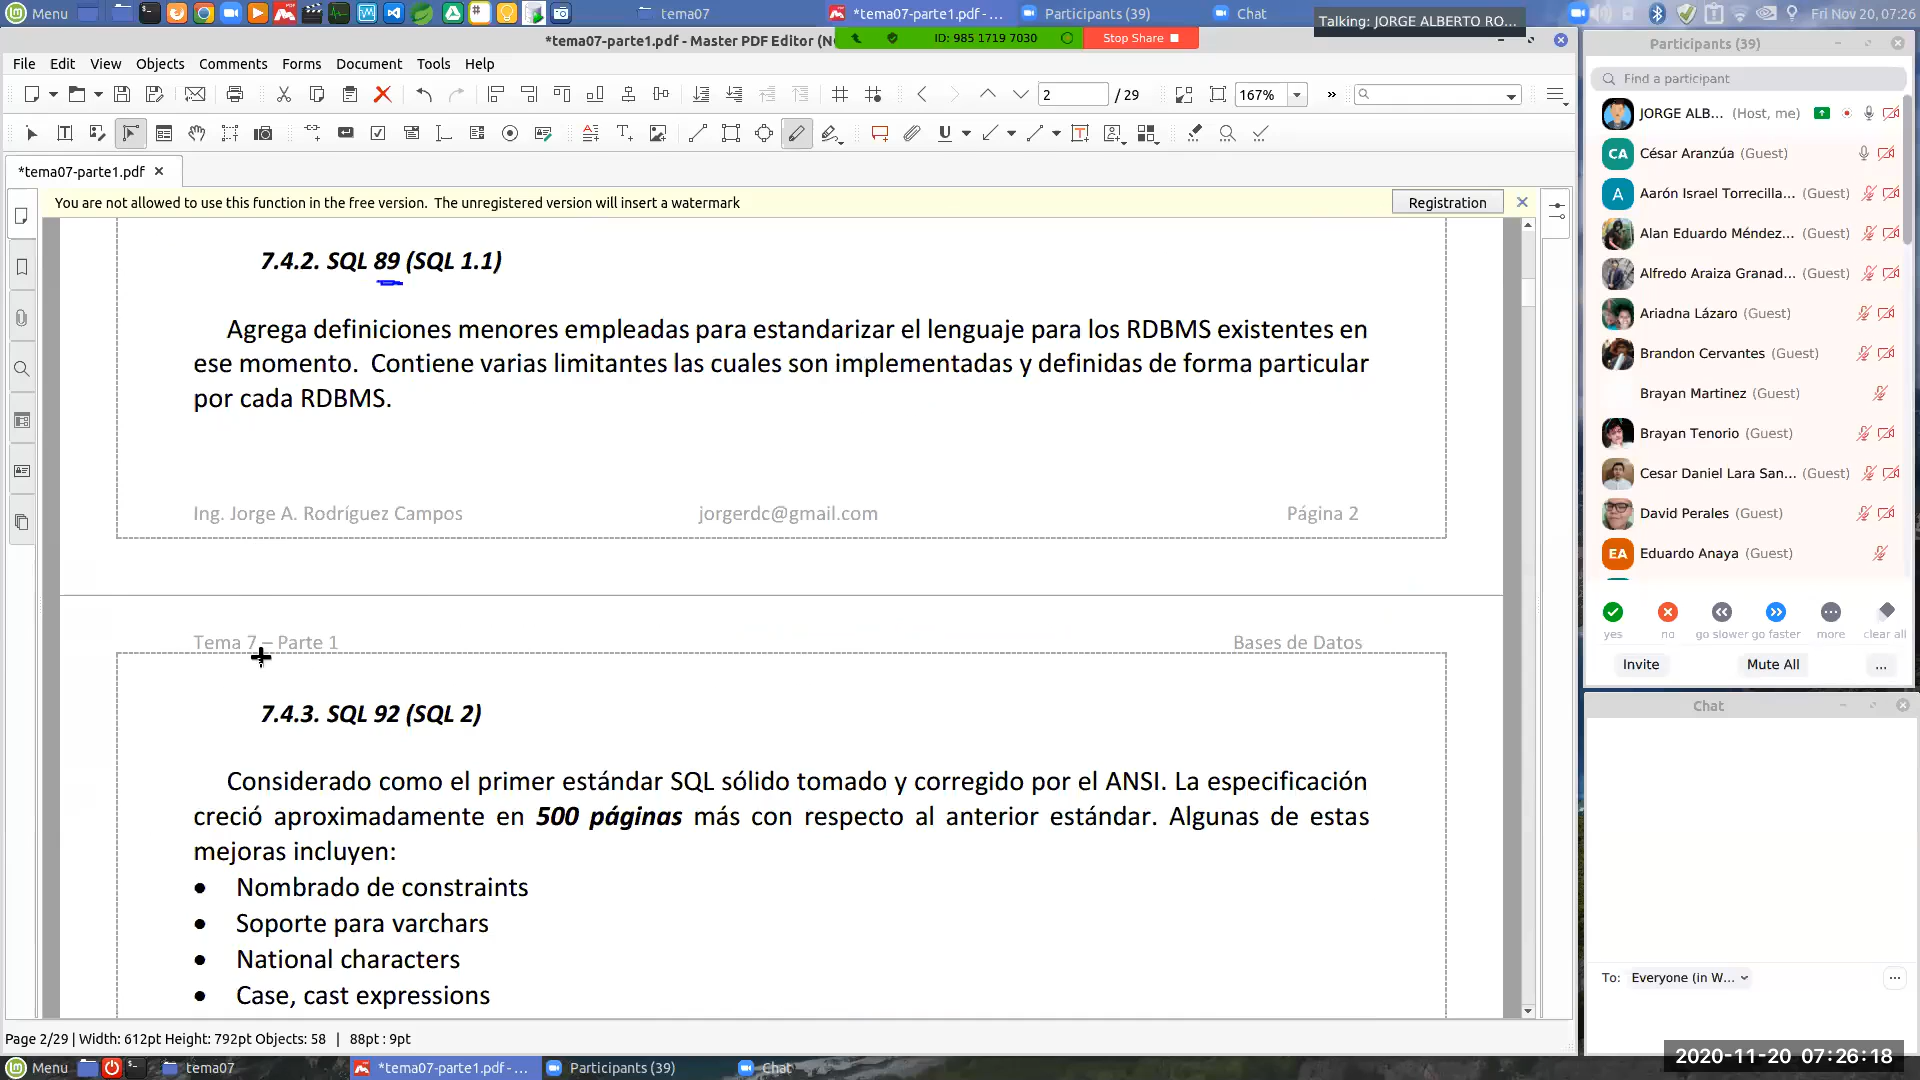 Menu
tema07
*tema07-parte1.pdf - ...
Participants (39)
Chat
Talking: JORGE ALBERTO RO...
Fri Nov 20, 07:26
*tema07-parte1.pdf - Master PDF Editor (N
ID: 985 1719 7030
Stop Share
File Edit View Objects Comments Forms Document Tools Help
2 / 29
167%
*tema07-parte1.pdf
You are not allowed to use this function in the free version. The unregistered version will insert a watermark
Registration
7.4.2. SQL 89 (SQL 1.1)
Agrega definiciones menores empleadas para estandarizar el lenguaje para los RDBMS existentes en
ese momento. Contiene varias limitantes las cuales son implementadas y definidas de forma particular
por cada RDBMS.
Ing. Jorge A. Rodríguez Campos jorgerdc@gmail.com Página 2
Tema 7 – Parte 1 Bases de Datos
7.4.3. SQL 92 (SQL 2)
Considerado como el primer estándar SQL sólido tomado y corregido por el ANSI. La especificación
creció aproximadamente en 500 páginas más con respecto al anterior estándar. Algunas de estas
mejoras incluyen:
• Nombrado de constraints
• Soporte para varchars
• National characters
• Case, cast expressions
Page 2/29 | Width: 612pt Height: 792pt Objects: 58 | 88pt : 9pt
Participants (39)
Find a participant
JORGE ALB... (Host, me)
CA César Aranzúa (Guest)
A Aarón Israel Torrecilla... (Guest)
Alan Eduardo Méndez... (Guest)
Alfredo Araiza Granad... (Guest)
Ariadna Lázaro (Guest)
Brandon Cervantes (Guest)
Brayan Martinez (Guest)
Brayan Tenorio (Guest)
Cesar Daniel Lara San... (Guest)
David Perales (Guest)
EA Eduardo Anaya (Guest)
yes no go slower go faster more clear all
Invite Mute All ...
Chat
To: Everyone (in W...
Menu
tema07
*tema07-parte1.pdf - ...
Participants (39)
Chat
2020-11-20 07:26:18